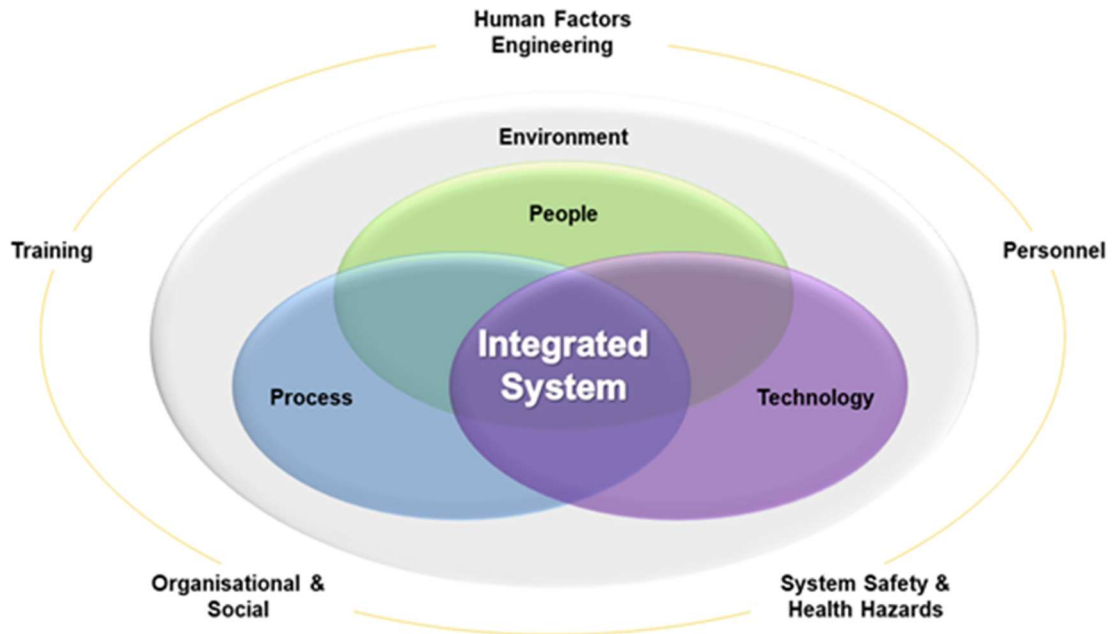 Human Factors
Engineering
Environment
People
Training
Personnel
Integrated
System
Process
Technology
Organisational &
Social
System Safety &
Health Hazards